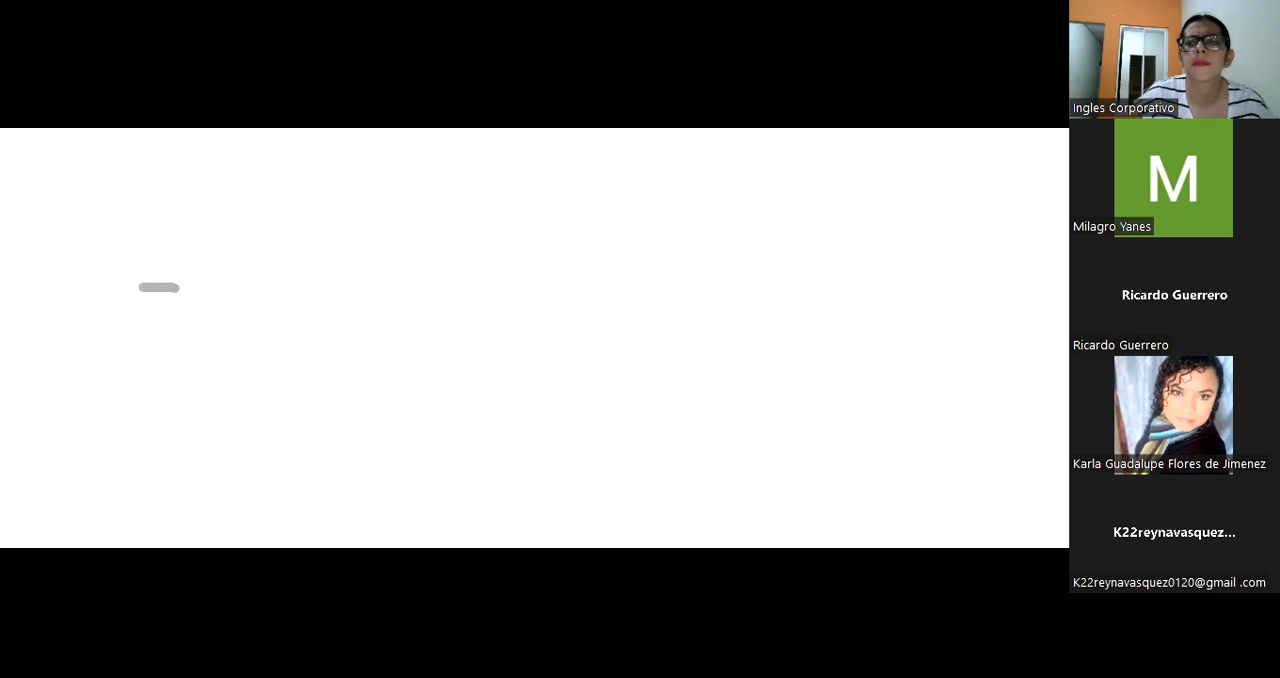 Ingles Corporativo
M
Milagro Yanes
Ricardo Guerrero
Ricardo Guerrero
Karla Guadalupe Flores de Jimenez
K22reynavasquez...
K22reynavasquez0120@gmail .com